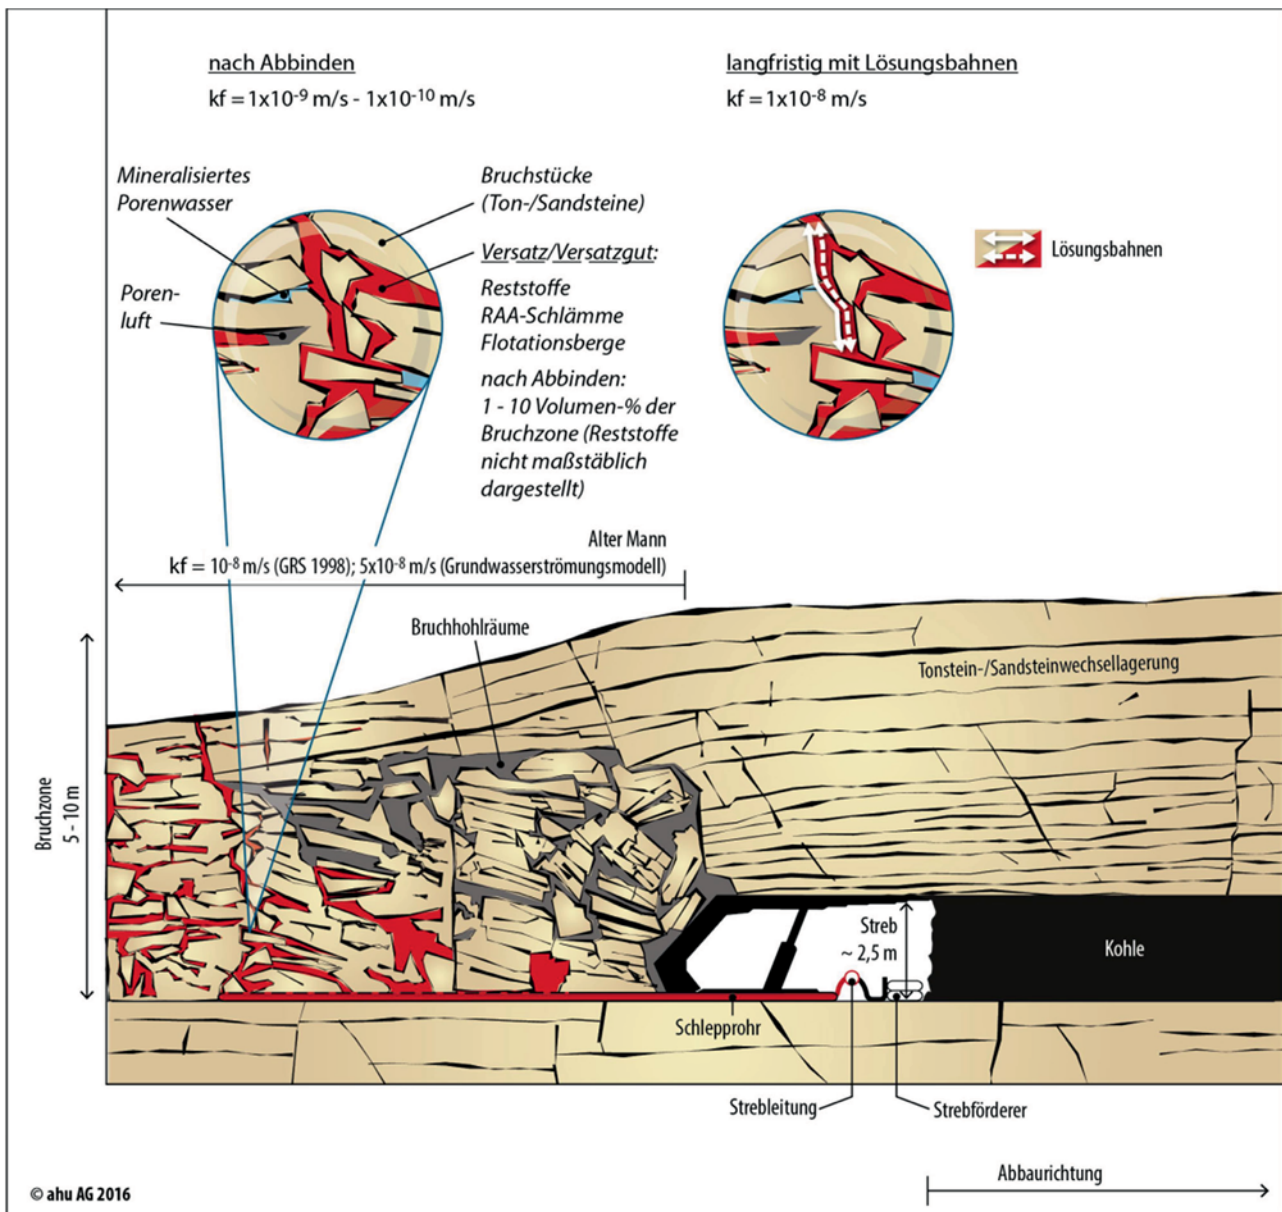 nach Abbinden
kf = 1x10⁻⁹ m/s - 1x10⁻¹⁰ m/s
langfristig mit Lösungsbahnen
kf = 1x10⁻⁸ m/s
Mineralisiertes
Porenwasser
Poren-
luft
Bruchstücke
(Ton-/Sandsteine)
Versatz/Versatzgut:
Reststoffe
RAA-Schlämme
Flotationsberge
nach Abbinden:
1 - 10 Volumen-% der
Bruchzone (Reststoffe
nicht maßstäblich
dargestellt)
Lösungsbahnen
Alter Mann
kf = 10⁻⁸ m/s (GRS 1998); 5x10⁻⁸ m/s (Grundwasserströmungsmodell)
Bruchhohlräume
Tonstein-/Sandsteinwechsellagerung
Bruchzone
5 - 10 m
Streb
~ 2,5 m
Kohle
Schlepprohr
Strebleitung
Strebförderer
Abbaurichtung
© ahu AG 2016